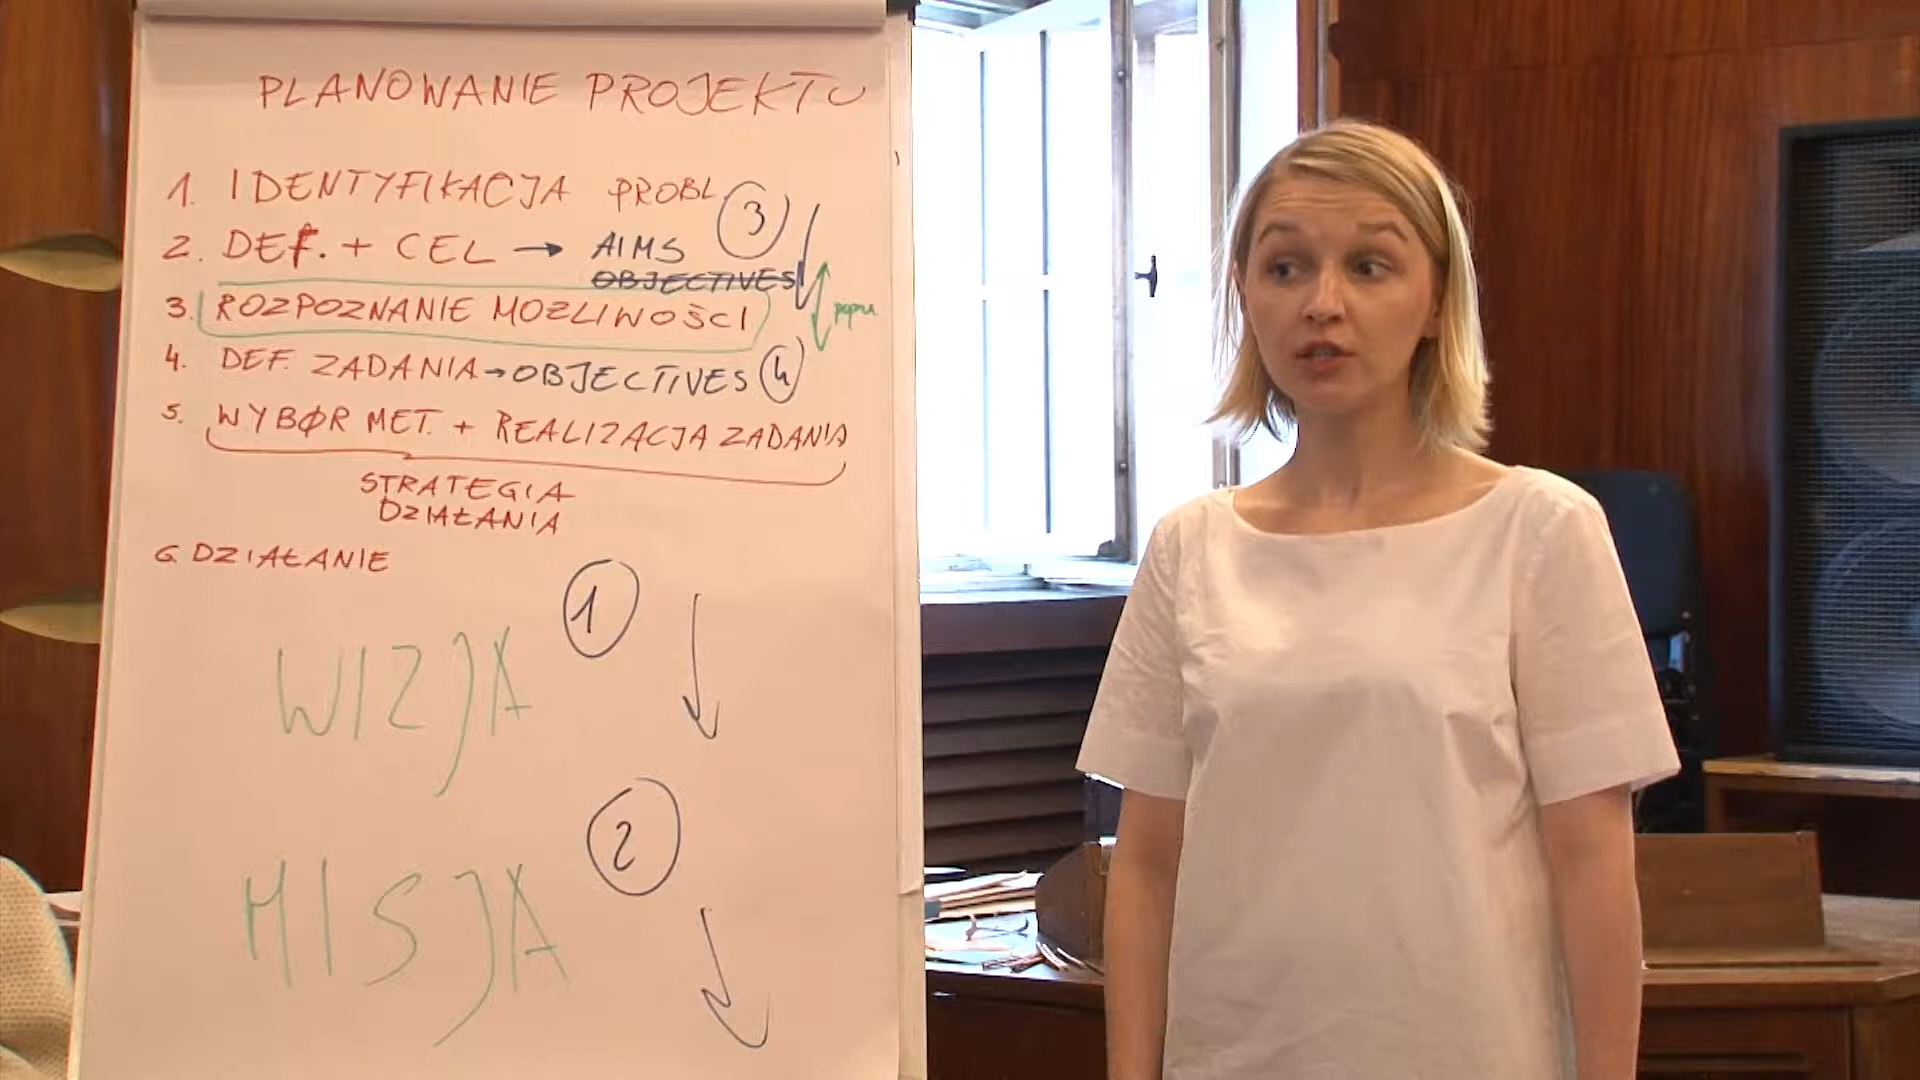 PLANOWANIE PROJEKTU
1. IDENTYFIKACJA PROBL. 3
2. DEF. + CEL → AIMS
OBJECTIVES
3. ROZPOZNANIE MOŻLIWOŚCI
4. DEF. ZADANIA → OBJECTIVES 4
5. WYBØR MET. + REALIZACJA ZADANIA
STRATEGIA
DZIAŁANIA
6 DZIAŁANIE
WIZJA 1
MISJA 2